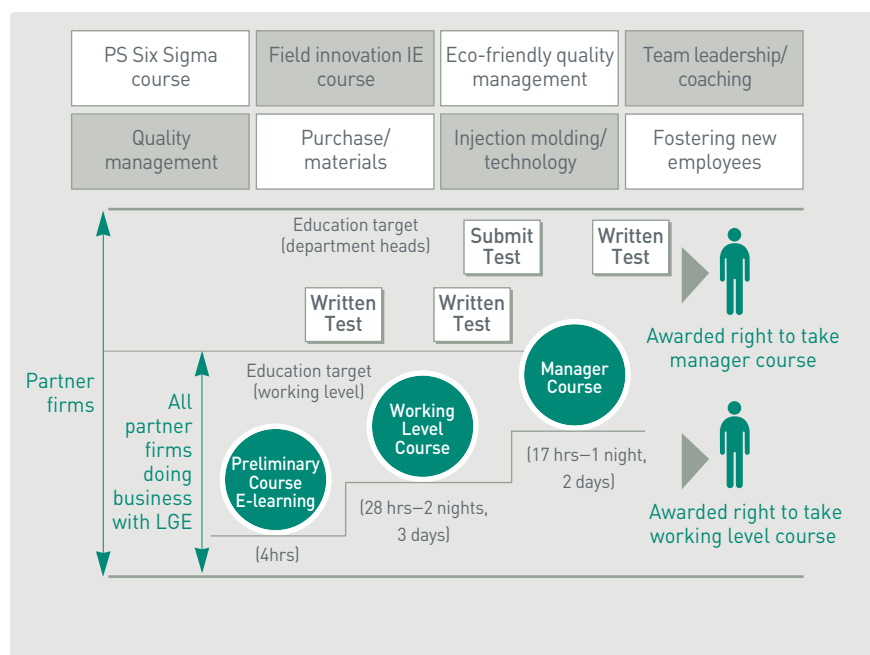 PS Six Sigma
course
Field innovation IE
course
Eco-friendly quality
management
Team leadership/
coaching
Quality
management
Purchase/
materials
Injection molding/
technology
Fostering new
employees
Education target
(department heads)
Submit
Test
Written
Test
Written
Test
Written
Test
Awarded right to take
manager course
Partner
firms
All
partner
firms
doing
business
with LGE
Education target
(working level)
Manager
Course
Working
Level
Course
Preliminary
Course
E-learning
(17 hrs–1 night,
2 days)
(28 hrs–2 nights,
3 days)
(4hrs)
Awarded right to take
working level course